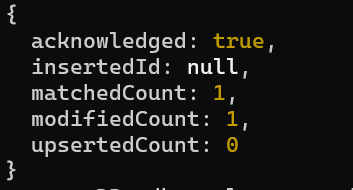 {
  acknowledged: true,
  insertedId: null,
  matchedCount: 1,
  modifiedCount: 1,
  upsertedCount: 0
}